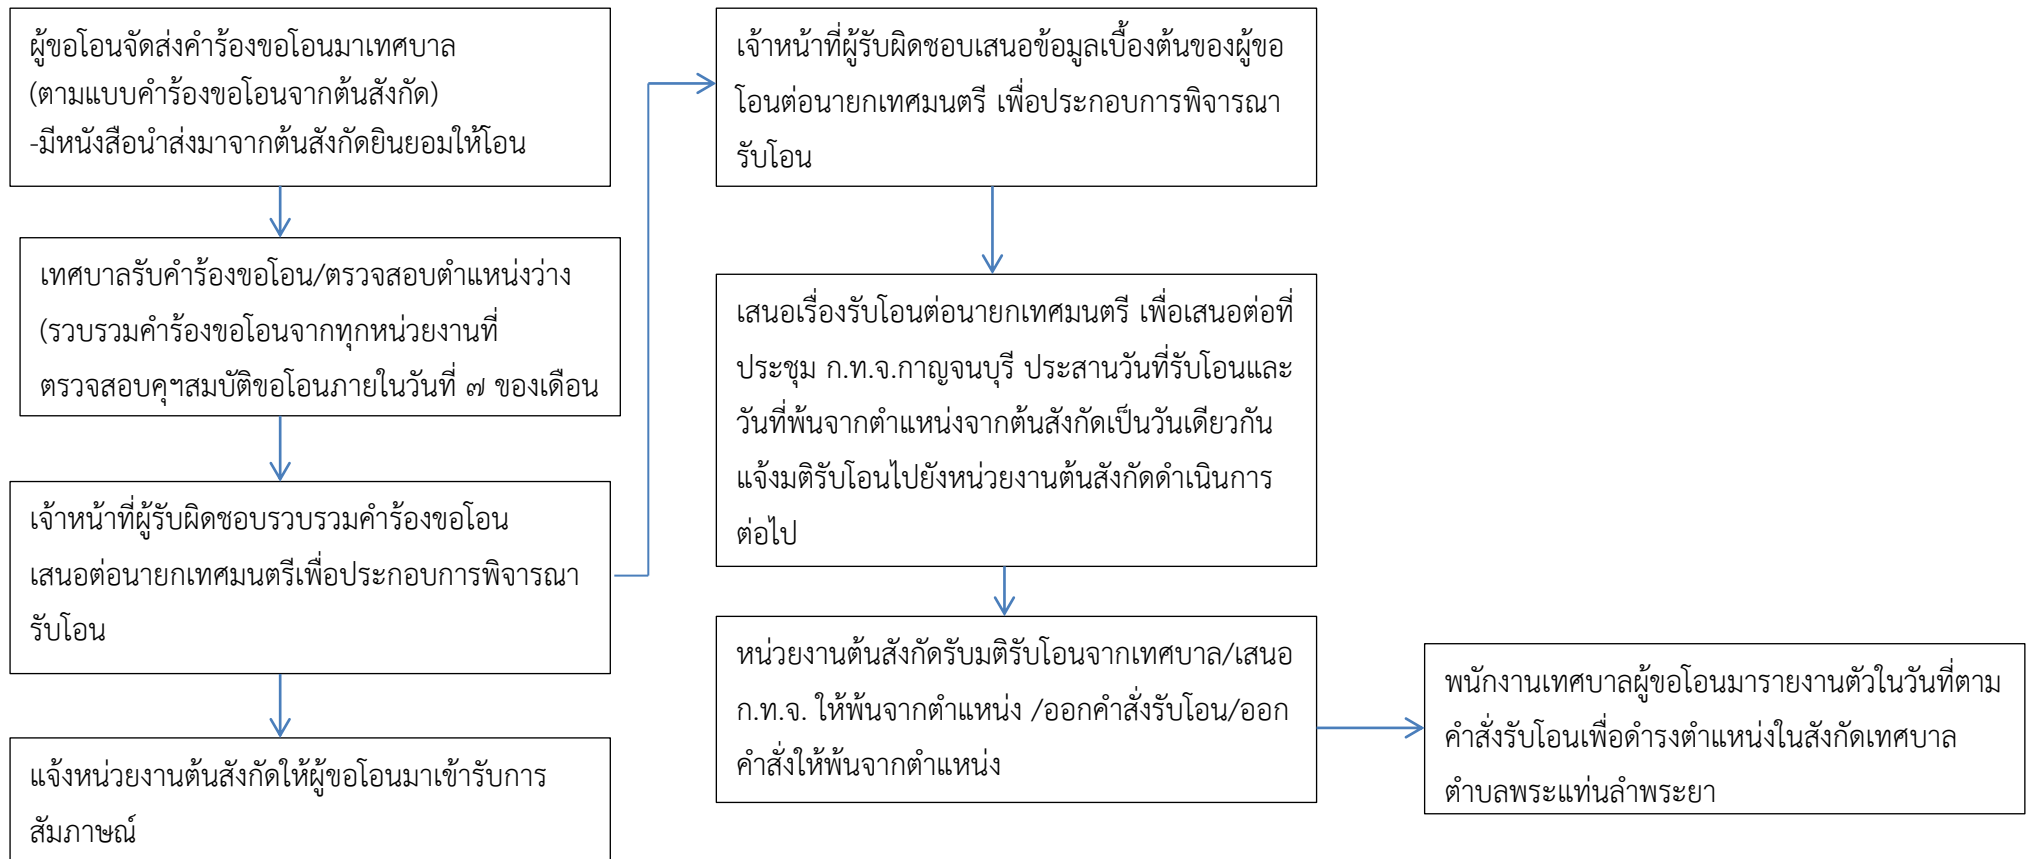 ผู้ขอโอนจัดส่งคำร้องขอโอนมาเทศบาล
(ตามแบบคำร้องขอโอนจากต้นสังกัด)
-มีหนังสือนำส่งมาจากต้นสังกัดยินยอมให้โอน
เทศบาลรับคำร้องขอโอน/ตรวจสอบตำแหน่งว่าง
(รวบรวมคำร้องขอโอนจากทุกหน่วยงานที่
ตรวจสอบคุฯสมบัติขอโอนภายในวันที่ ๗ ของเดือน
เจ้าหน้าที่ผู้รับผิดชอบรวบรวมคำร้องขอโอน
เสนอต่อนายกเทศมนตรีเพื่อประกอบการพิจารณา
รับโอน
แจ้งหน่วยงานต้นสังกัดให้ผู้ขอโอนมาเข้ารับการ
สัมภาษณ์
เจ้าหน้าที่ผู้รับผิดชอบเสนอข้อมูลเบื้องต้นของผู้ขอ
โอนต่อนายกเทศมนตรี เพื่อประกอบการพิจารณา
รับโอน
เสนอเรื่องรับโอนต่อนายกเทศมนตรี เพื่อเสนอต่อที่
ประชุม ก.ท.จ.กาญจนบุรี ประสานวันที่รับโอนและ
วันที่พ้นจากตำแหน่งจากต้นสังกัดเป็นวันเดียวกัน
แจ้งมติรับโอนไปยังหน่วยงานต้นสังกัดดำเนินการ
ต่อไป
หน่วยงานต้นสังกัดรับมติรับโอนจากเทศบาล/เสนอ
ก.ท.จ. ให้พ้นจากตำแหน่ง /ออกคำสั่งรับโอน/ออก
คำสั่งให้พ้นจากตำแหน่ง
พนักงานเทศบาลผู้ขอโอนมารายงานตัวในวันที่ตาม
คำสั่งรับโอนเพื่อดำรงตำแหน่งในสังกัดเทศบาล
ตำบลพระแท่นลำพระยา